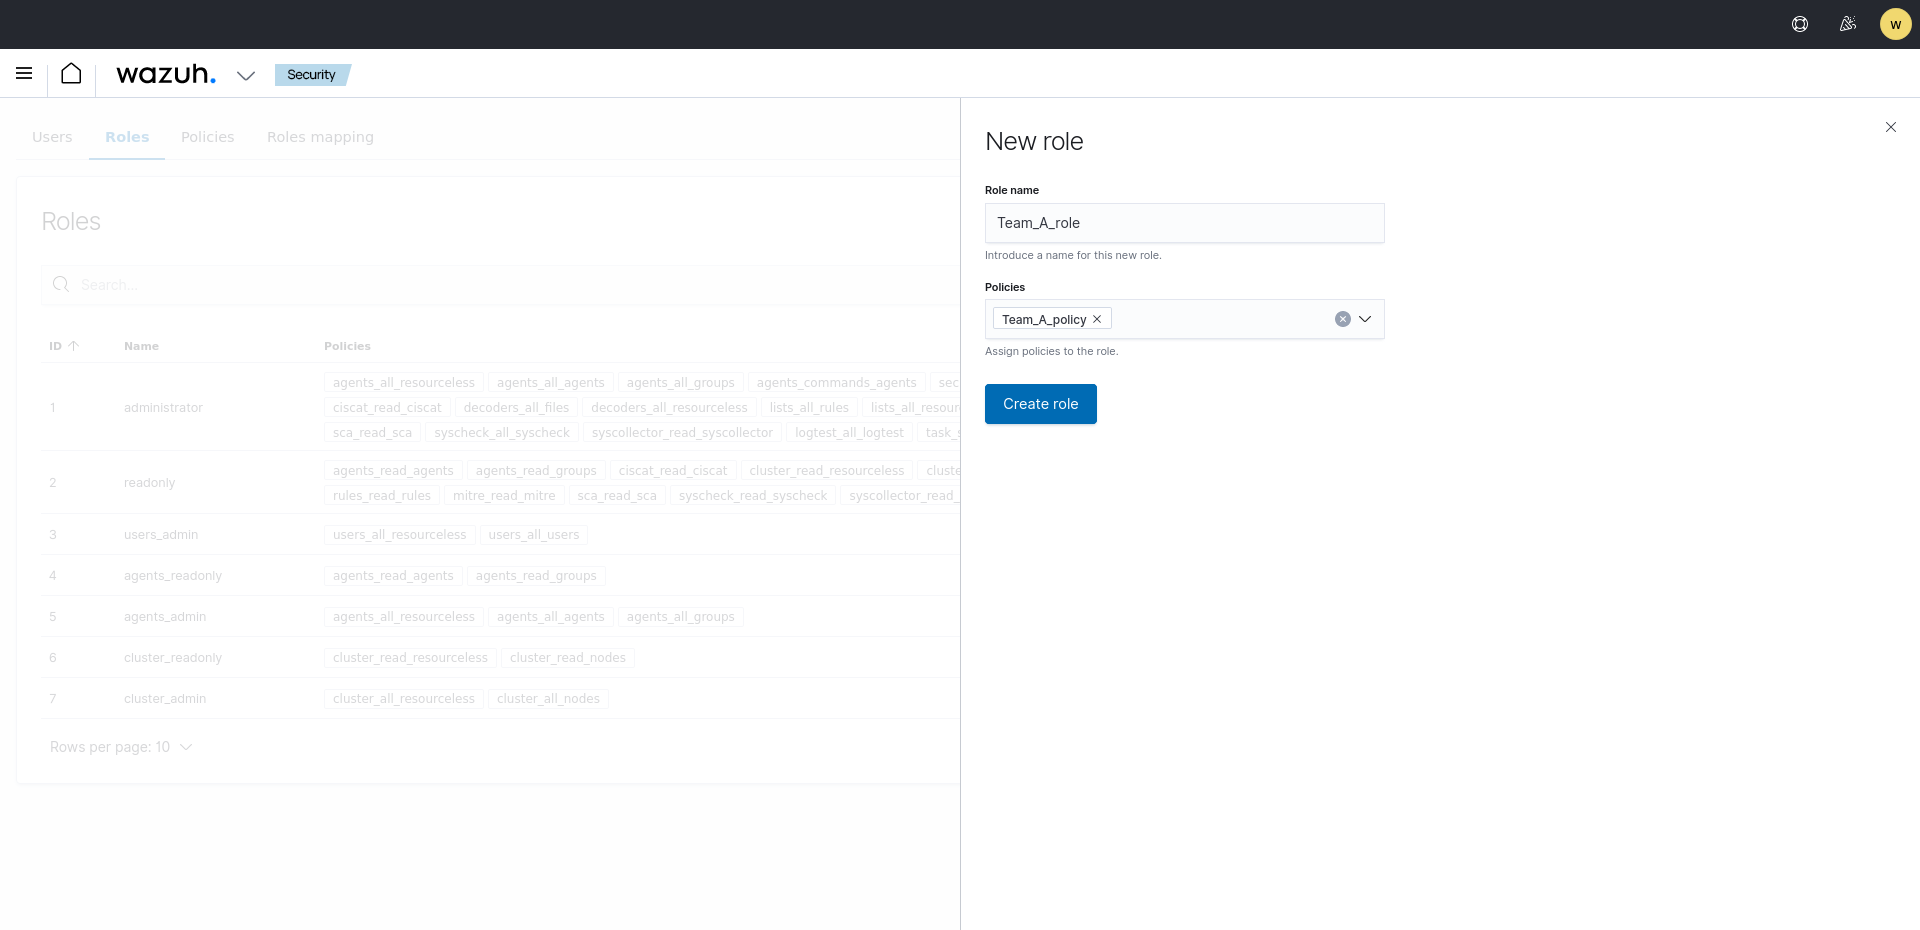 W
wazuh. Security
Users Roles Policies Roles mapping
Roles
Search...
ID Name Policies
agents_all_resourceless agents_all_agents agents_all_groups agents_commands_agents sec
1 administrator ciscat_read_ciscat decoders_all_files decoders_all_resourceless lists_all_rules lists_all_resour
sca_read_sca syscheck_all_syscheck syscollector_read_syscollector logtest_all_logtest task_s
agents_read_agents agents_read_groups ciscat_read_ciscat cluster_read_resourceless cluste
2 readonly
rules_read_rules mitre_read_mitre sca_read_sca syscheck_read_syscheck syscollector_read_
3 users_admin users_all_resourceless users_all_users
4 agents_readonly agents_read_agents agents_read_groups
5 agents_admin agents_all_resourceless agents_all_agents agents_all_groups
6 cluster_readonly cluster_read_resourceless cluster_read_nodes
7 cluster_admin cluster_all_resourceless cluster_all_nodes
Rows per page: 10
New role
Role name
Team_A_role
Introduce a name for this new role.
Policies
Team_A_policy
Assign policies to the role.
Create role